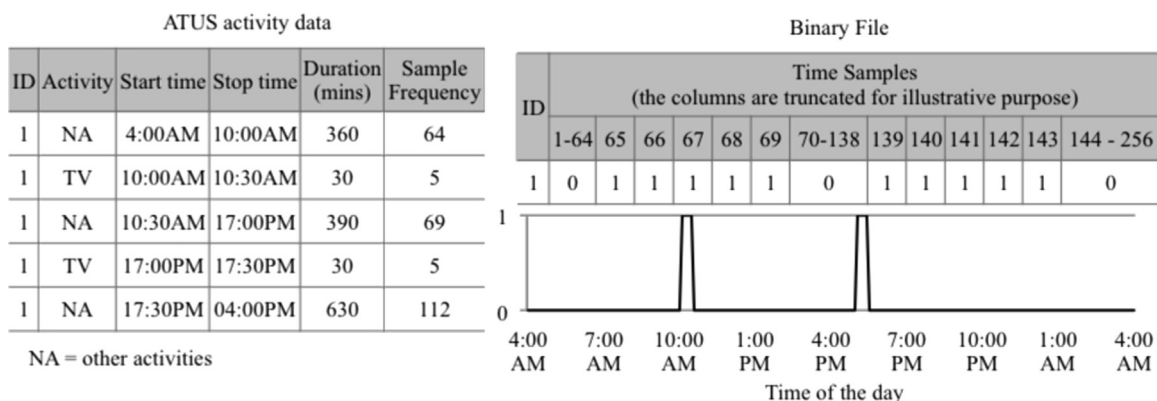 ATUS activity data
ID Activity Start time Stop time Duration (mins) Sample Frequency
1 NA 4:00AM 10:00AM 360 64
1 TV 10:00AM 10:30AM 30 5
1 NA 10:30AM 17:00PM 390 69
1 TV 17:00PM 17:30PM 30 5
1 NA 17:30PM 04:00PM 630 112
NA = other activities
Binary File
ID Time Samples
(the columns are truncated for illustrative purpose)
1-64 65 66 67 68 69 70-138 139 140 141 142 143 144 - 256
1 0 1 1 1 1 1 0 1 1 1 1 1 0
1
0
4:00 7:00 10:00 1:00 4:00 7:00 10:00 1:00 4:00
AM AM AM PM PM PM PM AM AM
Time of the day